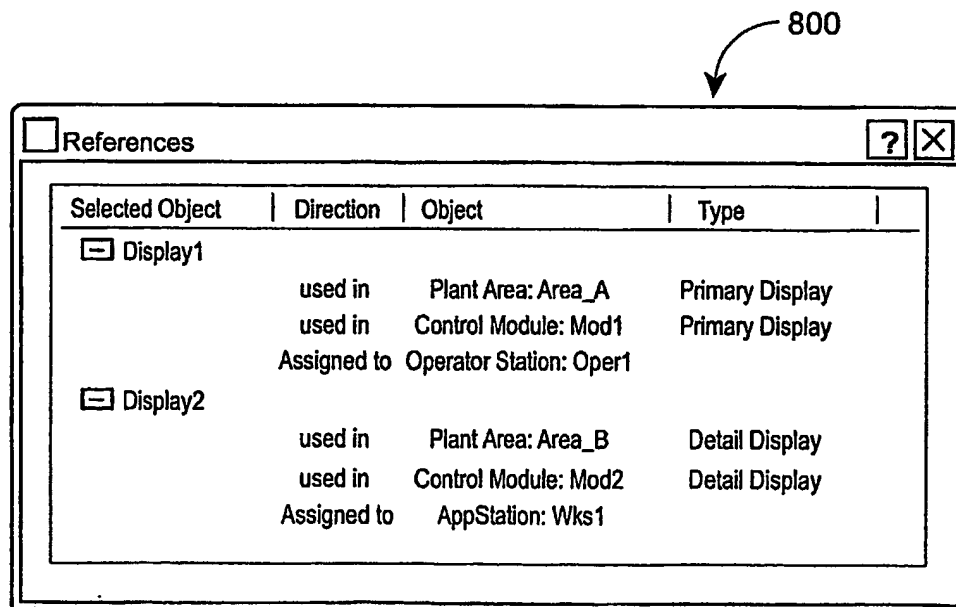 800
References ? X
Selected Object Direction Object Type
Display1
used in Plant Area: Area_A Primary Display
used in Control Module: Mod1 Primary Display
Assigned to Operator Station: Oper1
Display2
used in Plant Area: Area_B Detail Display
used in Control Module: Mod2 Detail Display
Assigned to AppStation: Wks1